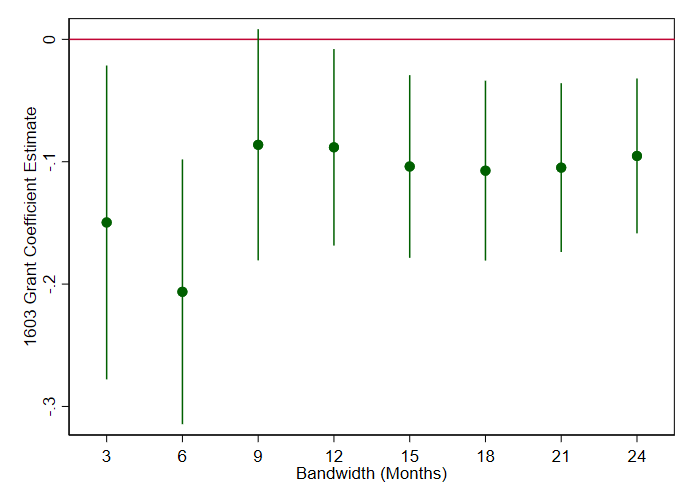 1603 Grant Coefficient Estimate
0
-.1
-.2
-.3
3 6 9 12 15 18 21 24
Bandwidth (Months)